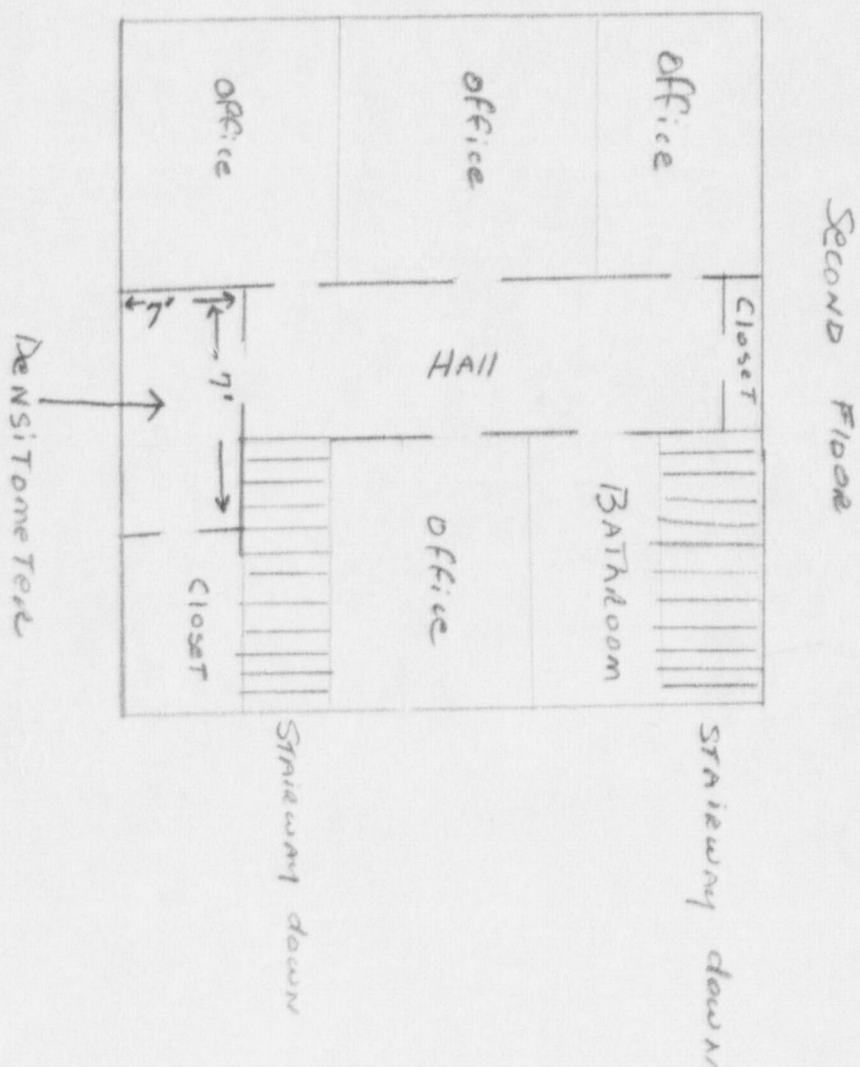 SECOND FLOOR
Office
Office
Office
Closet
HAll
7'
7'
DENSiTOMeTeR
Closet
Office
BAThROOM
STAiRWAY down
STAiRWAY down